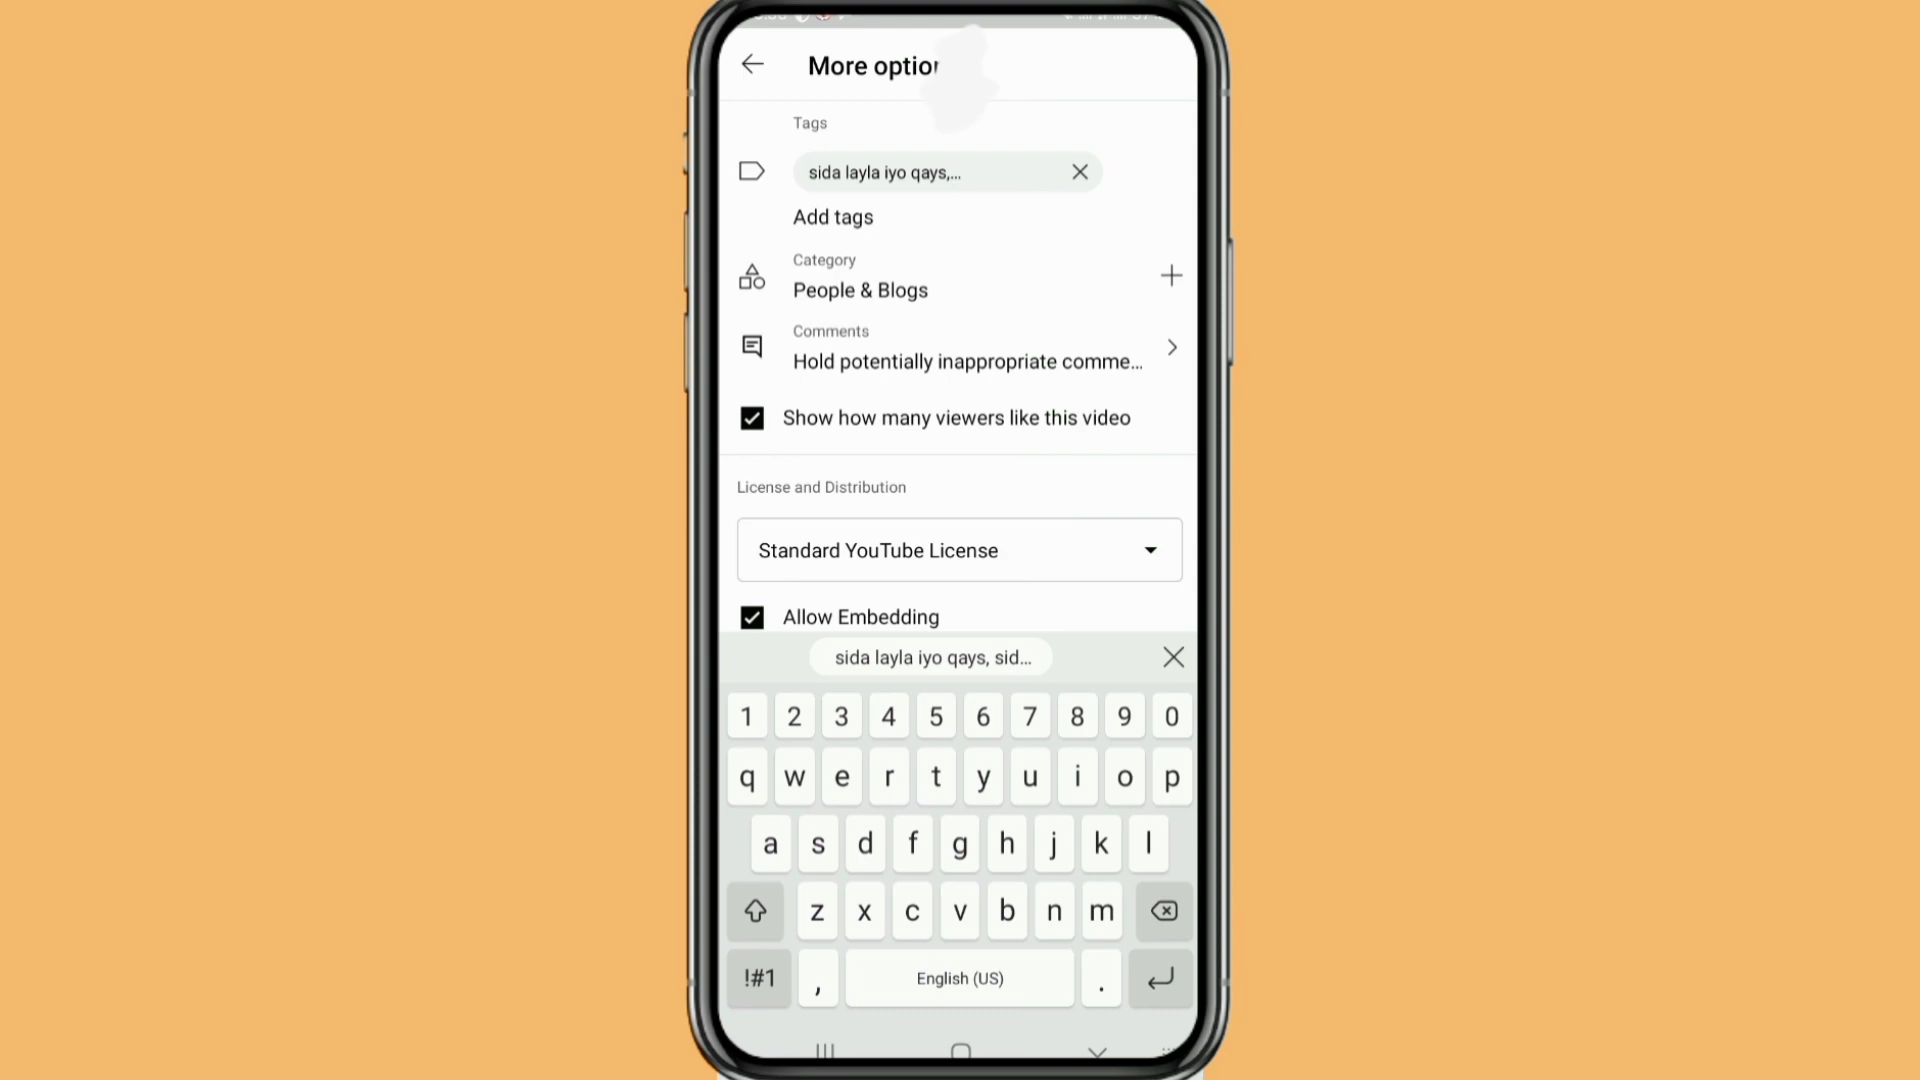 More option
Tags
sida layla iyo qays,...
Add tags
Category
People & Blogs
Comments
Hold potentially inappropriate comme...
Show how many viewers like this video
License and Distribution
Standard YouTube License
Allow Embedding
sida layla iyo qays, sid...
1 2 3 4 5 6 7 8 9 0
q w e r t y u i o p
a s d f g h j k l
z x c v b n m
!#1 , English (US) .